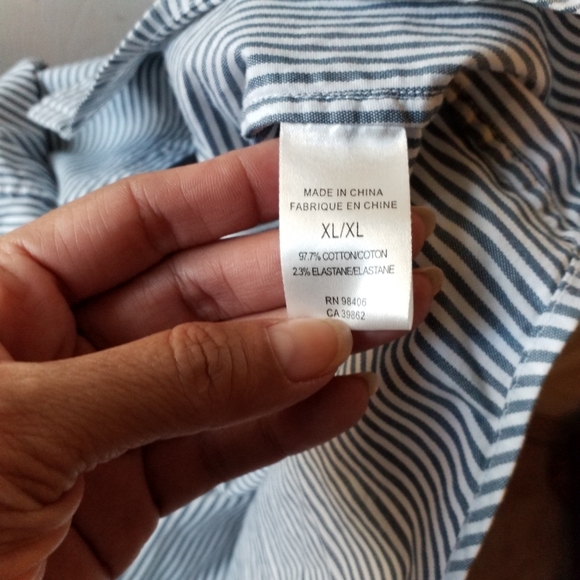 MADE IN CHINA
FABRIQUE EN CHINE
XL/XL
97.7% COTTON/COTON
2.3% ELASTANE/ELASTANE
RN 98406
CA 39862